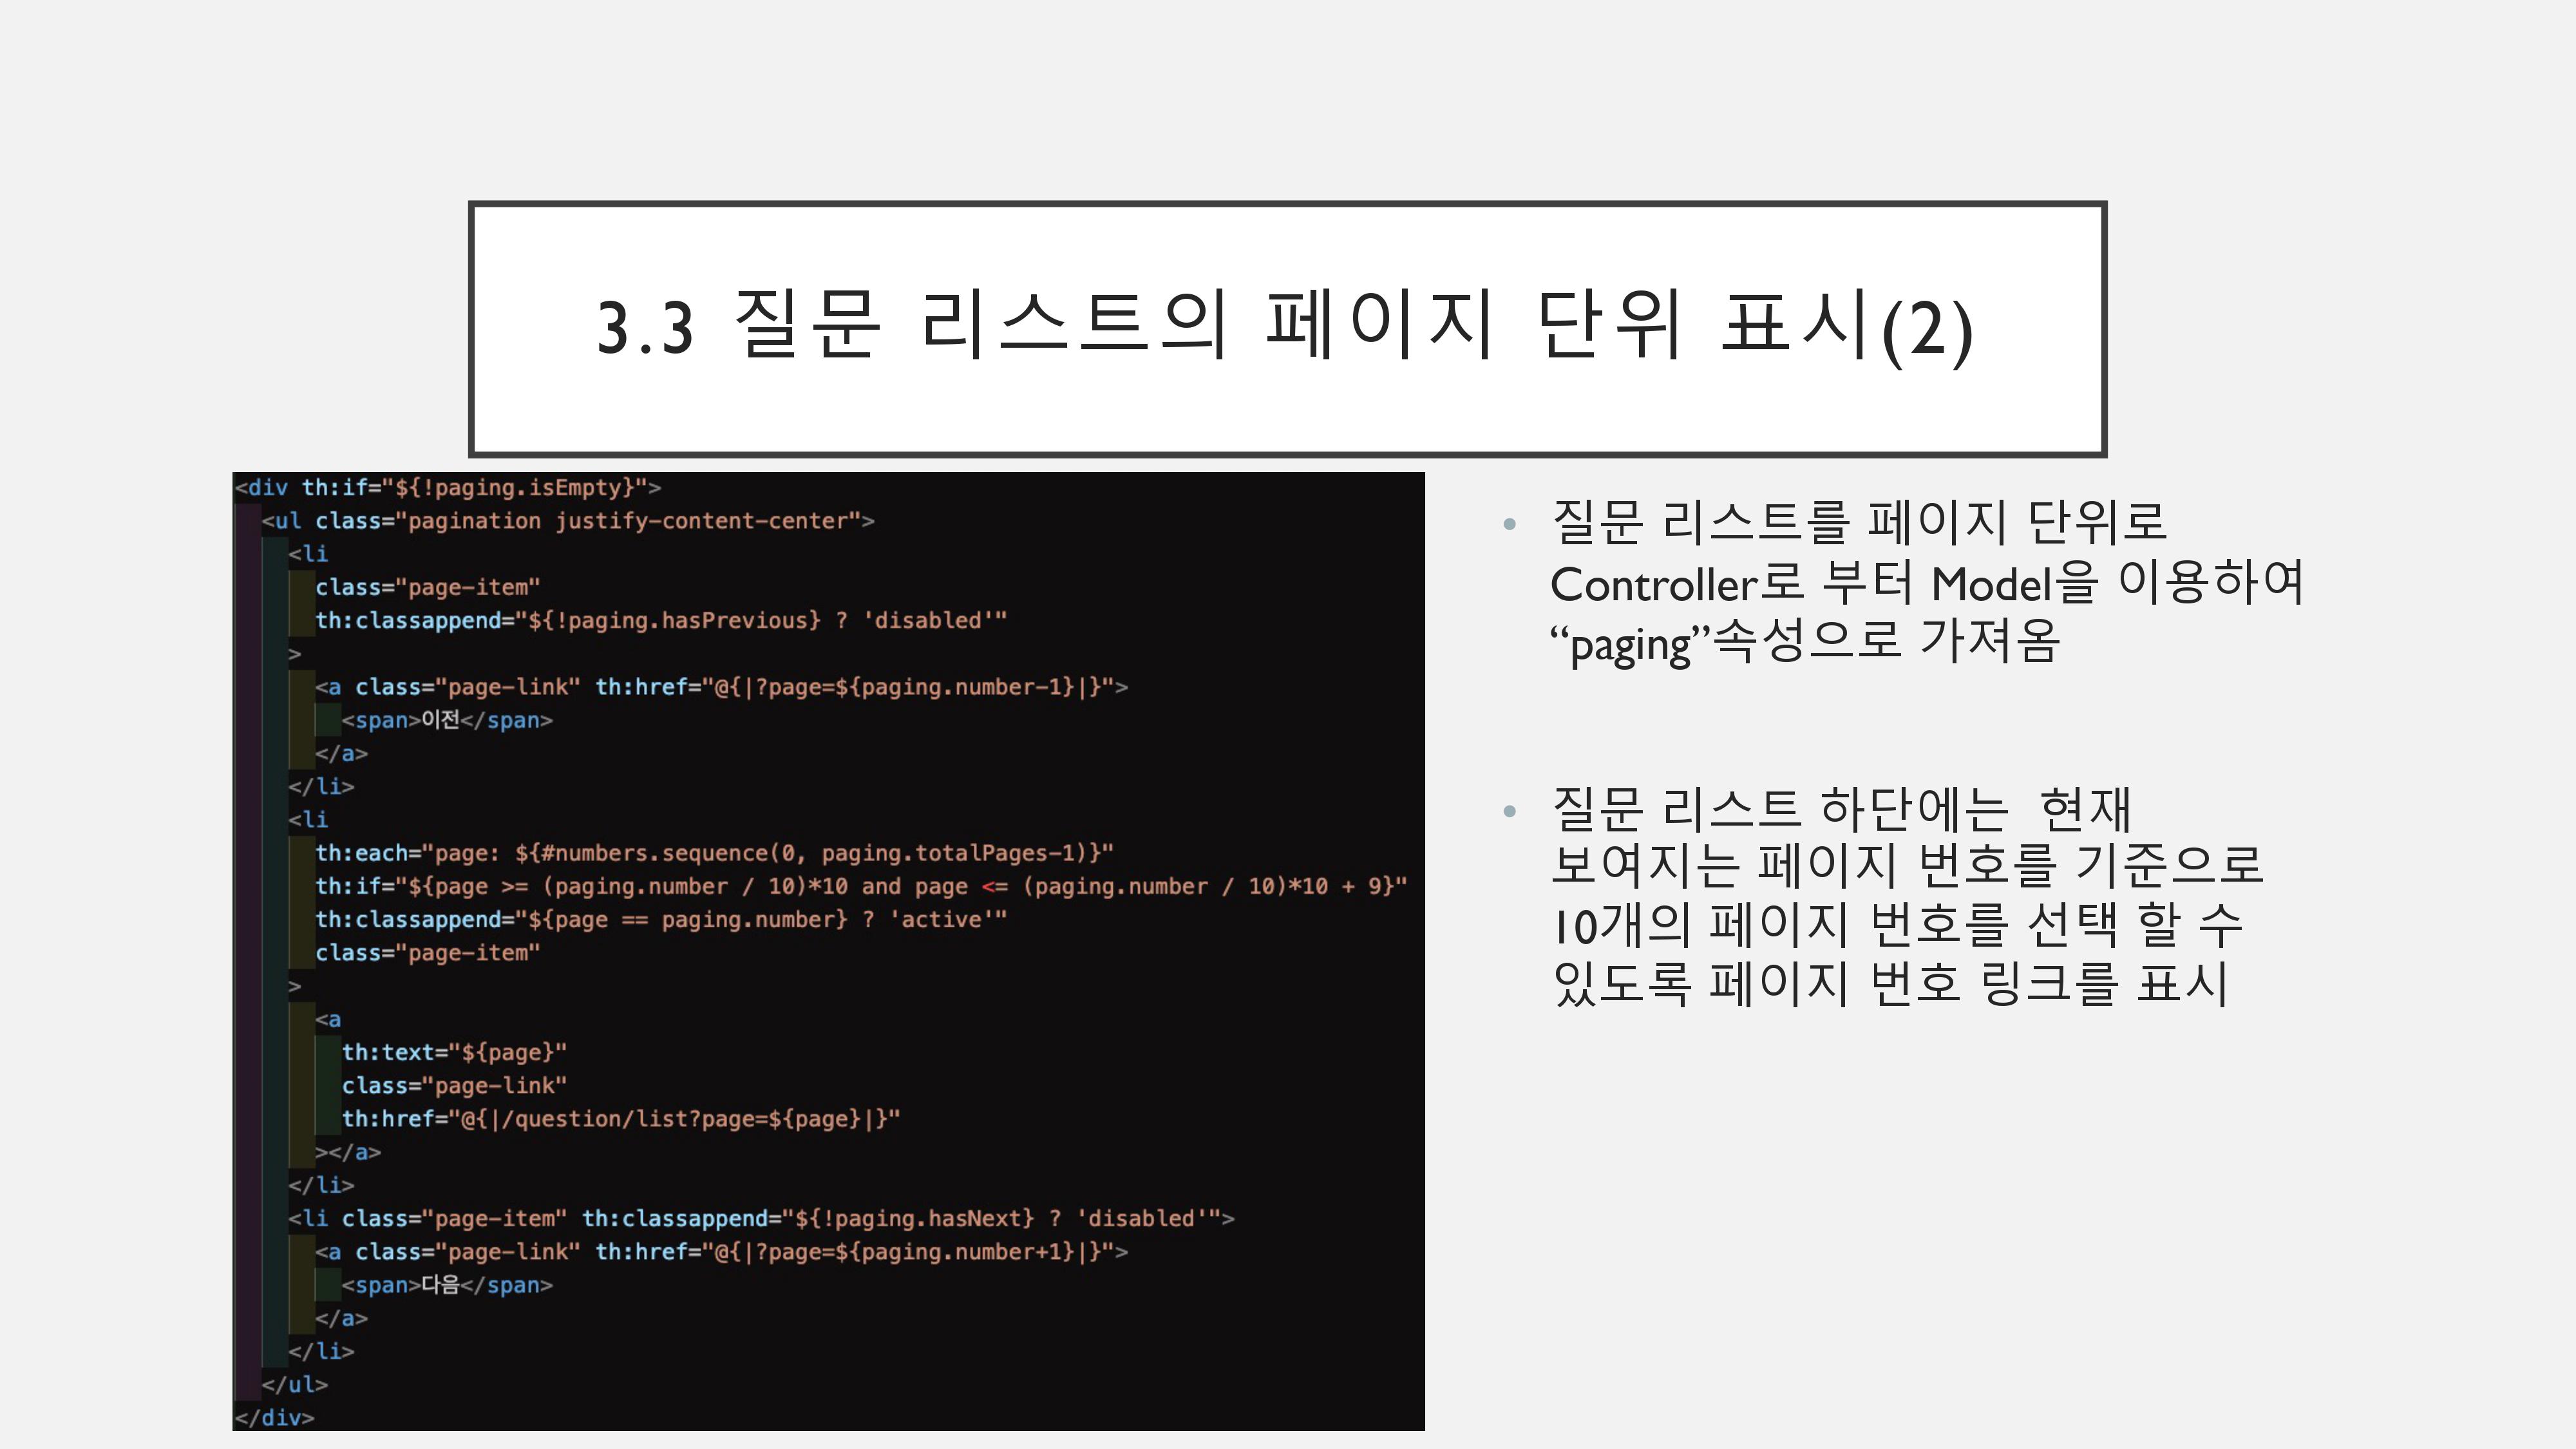 3.3 질문 리스트의 페이지 단위 표시(2)
<div th:if="${!paging.isEmpty}">
<ul class="pagination justify-content-center">
<li
class="page-item"
th:classappend="${!paging.hasPrevious} ? 'disabled'"
>
<a class="page-link" th:href="@{|?page=${paging.number-1}|}">
<span>이전</span>
</a>
</li>
<li
th:each="page: ${#numbers.sequence(0, paging.totalPages-1)}"
th:if="${page >= (paging.number / 10)*10 and page <= (paging.number / 10)*10 + 9}"
th:classappend="${page == paging.number} ? 'active'"
class="page-item"
>
<a
th:text="${page}"
class="page-link"
th:href="@{|/question/list?page=${page}|}"
></a>
</li>
<li class="page-item" th:classappend="${!paging.hasNext} ? 'disabled'">
<a class="page-link" th:href="@{|?page=${paging.number+1}|}">
<span>다음</span>
</a>
</li>
</ul>
</div>
• 질문 리스트를 페이지 단위로
Controller로 부터 Model을 이용하여
“paging”속성으로 가져옴
• 질문 리스트 하단에는 현재
보여지는 페이지 번호를 기준으로
10개의 페이지 번호를 선택 할 수
있도록 페이지 번호 링크를 표시